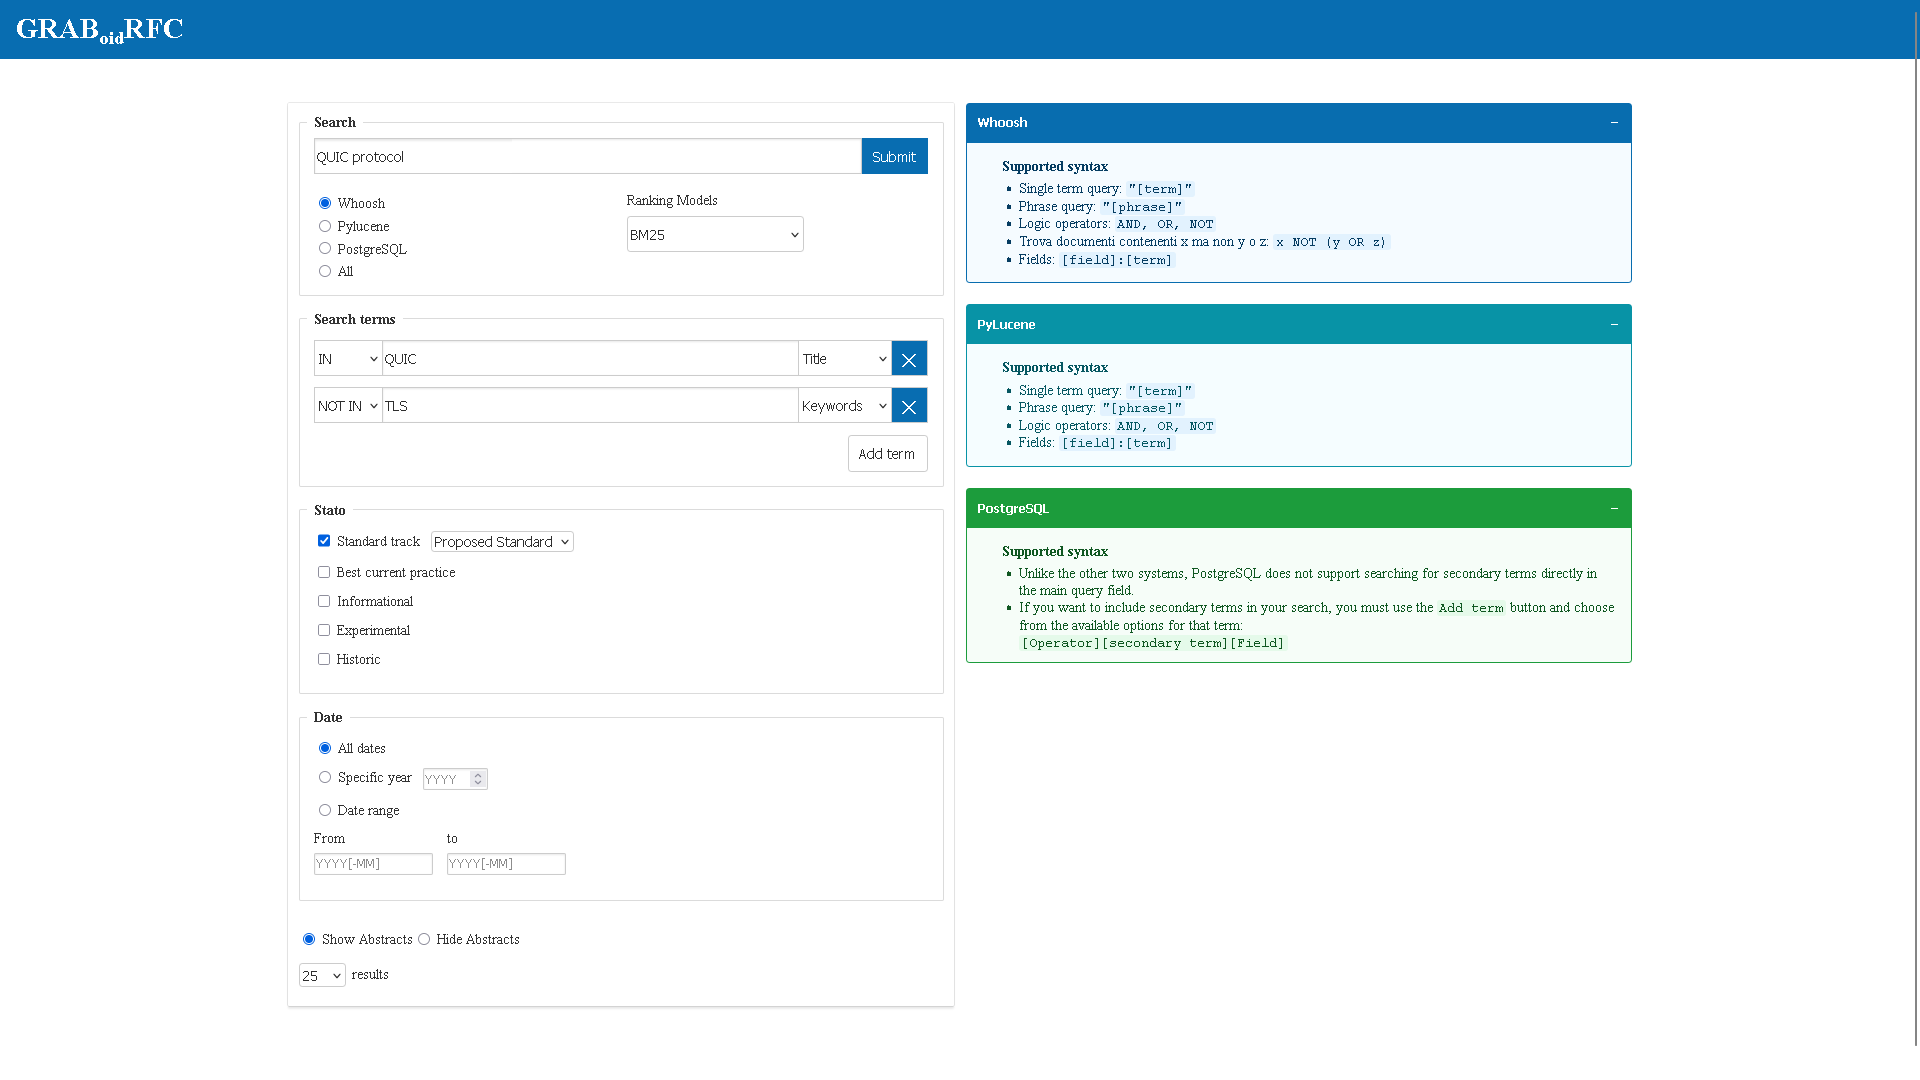 GRABoidRFC
Search
QUIC protocol
Submit
Whoosh
Pylucene
PostgreSQL
All
Ranking Models
BM25
Search terms
IN QUIC Title
NOT IN TLS Keywords
Add term
Stato
Standard track Proposed Standard
Best current practice
Informational
Experimental
Historic
Date
All dates
Specific year YYYY
Date range
From to
YYYY[-MM] YYYY[-MM]
Show Abstracts Hide Abstracts
25 results
Whoosh −
Supported syntax
Single term query: "[term]"
Phrase query: "[phrase]"
Logic operators: AND, OR, NOT
Trova documenti contenenti x ma non y o z: x NOT (y OR z)
Fields: [field]:[term]
PyLucene −
Supported syntax
Single term query: "[term]"
Phrase query: "[phrase]"
Logic operators: AND, OR, NOT
Fields: [field]:[term]
PostgreSQL −
Supported syntax
Unlike the other two systems, PostgreSQL does not support searching for secondary terms directly in
the main query field.
If you want to include secondary terms in your search, you must use the Add term button and choose
from the available options for that term:
[Operator][secondary term][Field]